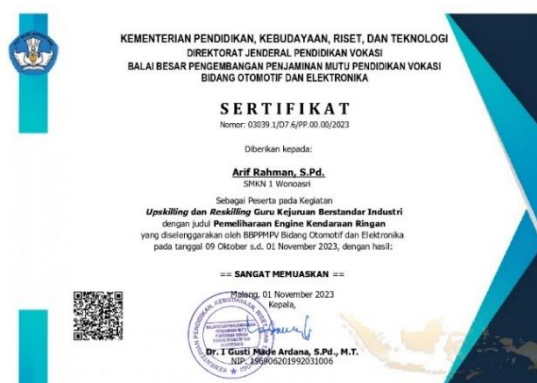 KEMENTERIAN PENDIDIKAN, KEBUDAYAAN, RISET, DAN TEKNOLOGI
DIREKTORAT JENDERAL PENDIDIKAN VOKASI
BALAI BESAR PENGEMBANGAN PENJAMINAN MUTU PENDIDIKAN VOKASI
BIDANG OTOMOTIF DAN ELEKTRONIKA
SERTIFIKAT
Nomor: 03039.1/D7.6/PP.00.00/2023
Diberikan kepada:
Arif Rahman, S.Pd.
SMKN 1 Wonoasri
Sebagai Peserta pada Kegiatan
Upskilling dan Reskilling Guru Kejuruan Berstandar Industri
dengan judul Pemeliharaan Engine Kendaraan Ringan
yang diselenggarakan oleh BBPPMPV Bidang Otomotif dan Elektronika
pada tanggal 09 Oktober s.d. 01 November 2023, dengan hasil:
== SANGAT MEMUASKAN ==
Malang, 01 November 2023
Kepala,
Dr. I Gusti Made Ardana, S.Pd., M.T.
NIP. 196906201992031006